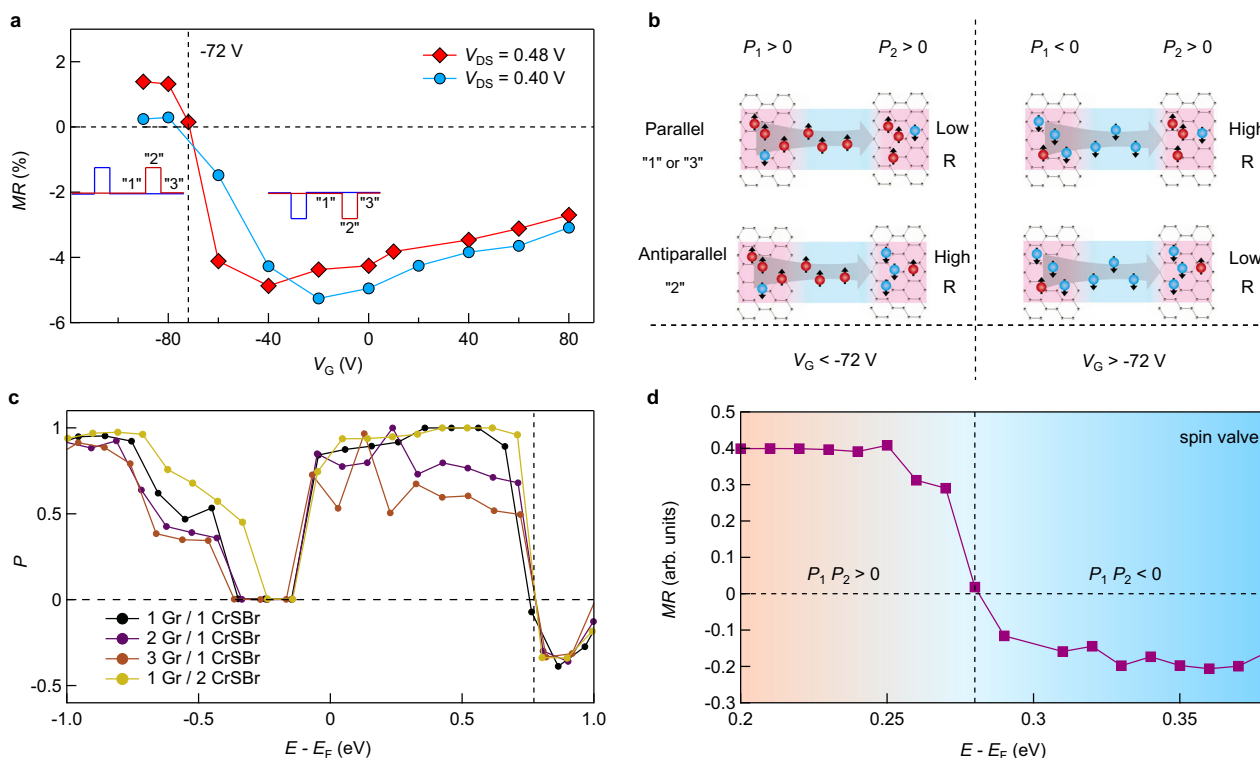 a
-72 V
V_DS = 0.48 V
V_DS = 0.40 V
2
0
-2
-4
-6
MR (%)
"2"
"1" "3"
"1" "3"
"2"
-80 -40 0 40 80
V_G (V)
b
P_1 > 0 P_2 > 0 P_1 < 0 P_2 > 0
Parallel
"1" or "3"
Low
R
High
R
Antiparallel
"2"
High
R
Low
R
V_G < -72 V V_G > -72 V
c
1
0.5
0
-0.5
P
1 Gr / 1 CrSBr
2 Gr / 1 CrSBr
3 Gr / 1 CrSBr
1 Gr / 2 CrSBr
-1.0 -0.5 0 0.5 1.0
E - E_F (eV)
d
0.5
0.4
0.3
0.2
0.1
0
-0.1
-0.2
-0.3
MR (arb. units)
spin valve
P_1 P_2 > 0 P_1 P_2 < 0
0.2 0.25 0.3 0.35
E - E_F (eV)